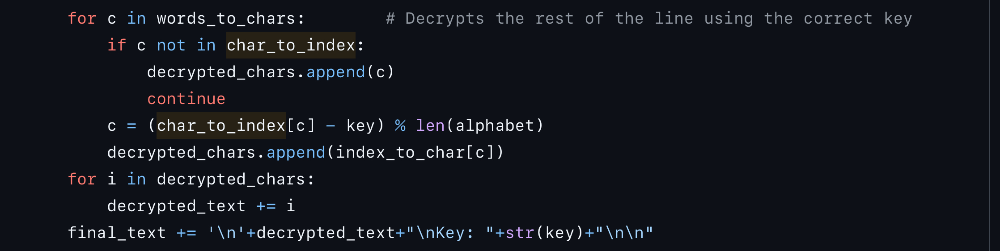 for c in words_to_chars:        # Decrypts the rest of the line using the correct key
    if c not in char_to_index:
        decrypted_chars.append(c)
        continue
    c = (char_to_index[c] - key) % len(alphabet)
    decrypted_chars.append(index_to_char[c])
for i in decrypted_chars:
    decrypted_text += i
final_text += '\n'+decrypted_text+"\nKey: "+str(key)+"\n\n"